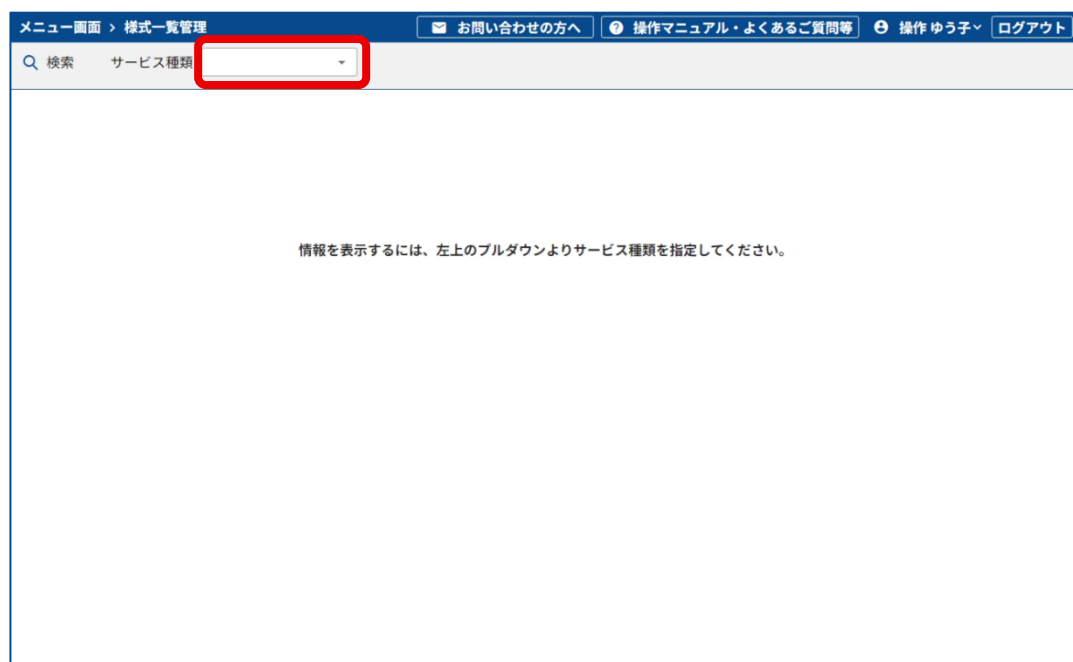 メニュー画面 > 様式一覧管理 お問い合わせの方へ 操作マニュアル・よくあるご質問等 操作 ゆう子 ログアウト
検索 サービス種類
情報を表示するには、左上のプルダウンよりサービス種類を指定してください。